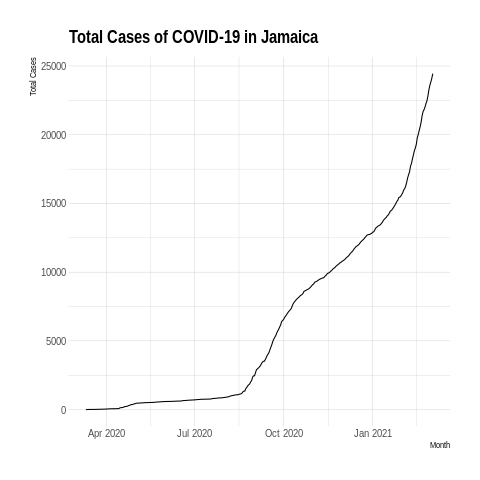 Total Cases of COVID-19 in Jamaica
Total Cases
25000
20000
15000
10000
5000
0
Apr 2020 Jul 2020 Oct 2020 Jan 2021
Month